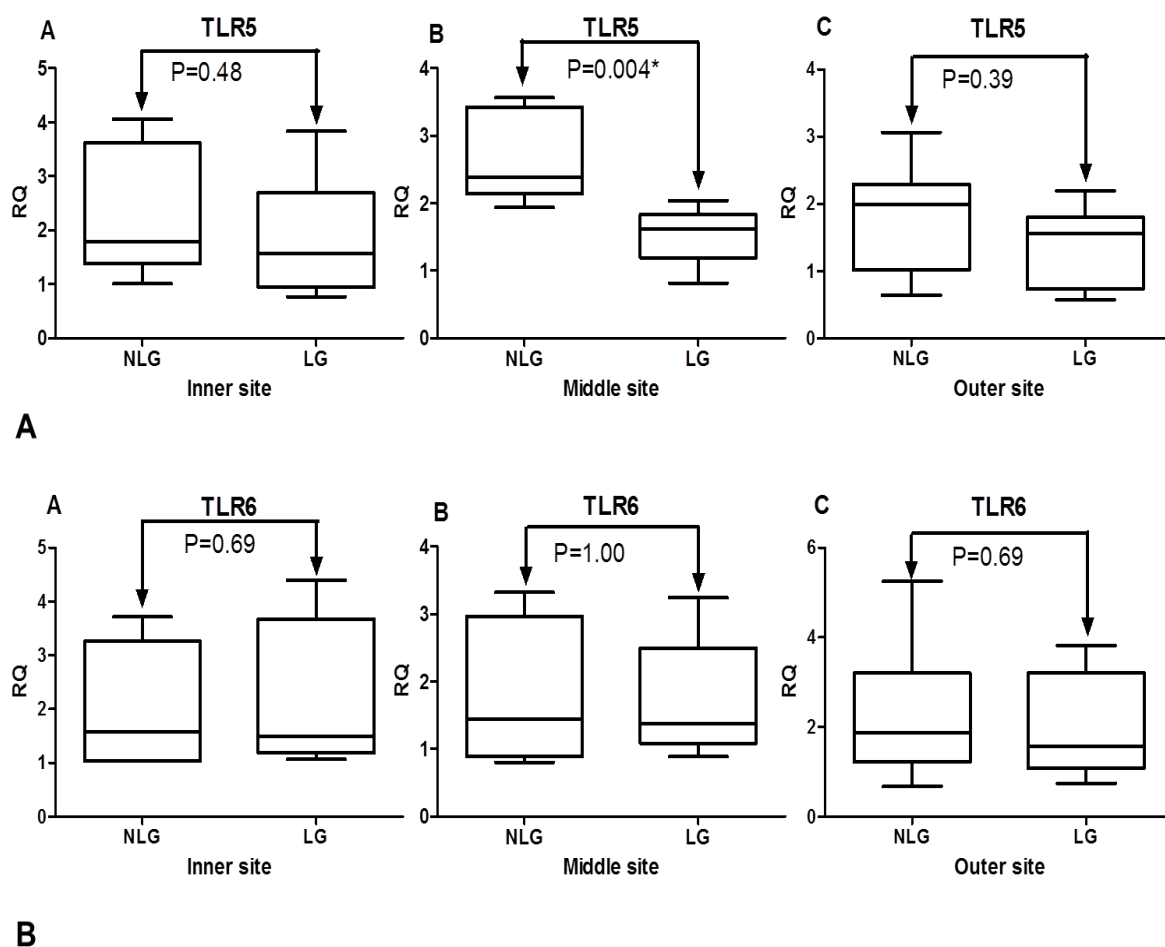 A
TLR5
P=0.48
5
4
3
2
1
0
RQ
NLG
LG
Inner site
B
TLR5
P=0.004*
4
3
2
1
0
RQ
NLG
LG
Middle site
C
TLR5
P=0.39
4
3
2
1
0
RQ
NLG
LG
Outer site
A
A
TLR6
P=0.69
5
4
3
2
1
0
RQ
NLG
LG
Inner site
B
TLR6
P=1.00
4
3
2
1
0
RQ
NLG
LG
Middle site
C
TLR6
P=0.69
6
4
2
0
RQ
NLG
LG
Outer site
B